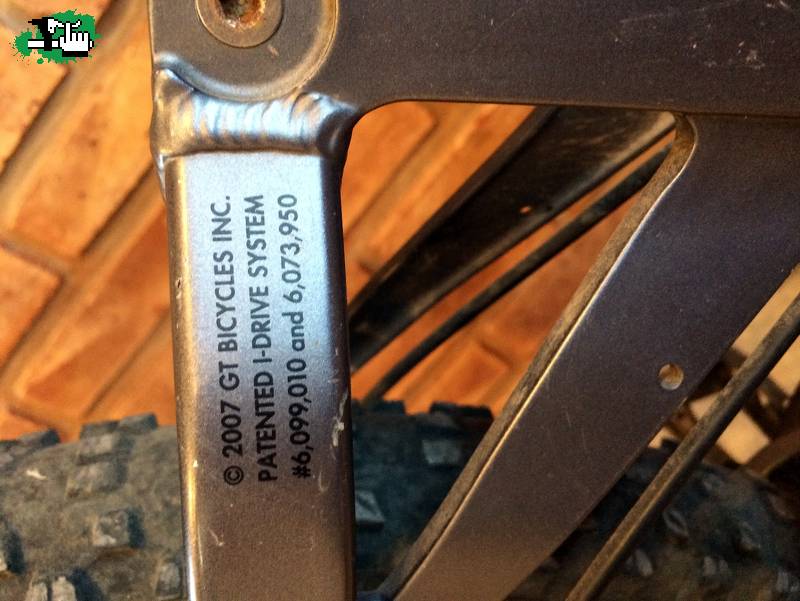 © 2007 GT BICYCLES INC.
PATENTED I-DRIVE SYSTEM
#6,099,010 and 6,073,950